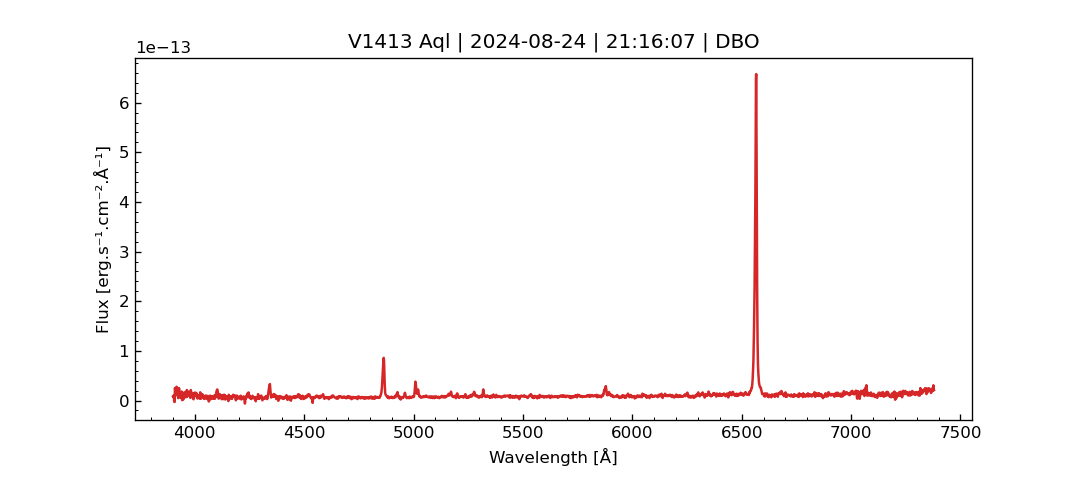 V1413 Aql | 2024-08-24 | 21:16:07 | DBO
1e−13
6
5
4
3
2
1
0
Flux [erg.s⁻¹.cm⁻².Å⁻¹]
4000 4500 5000 5500 6000 6500 7000 7500
Wavelength [Å]